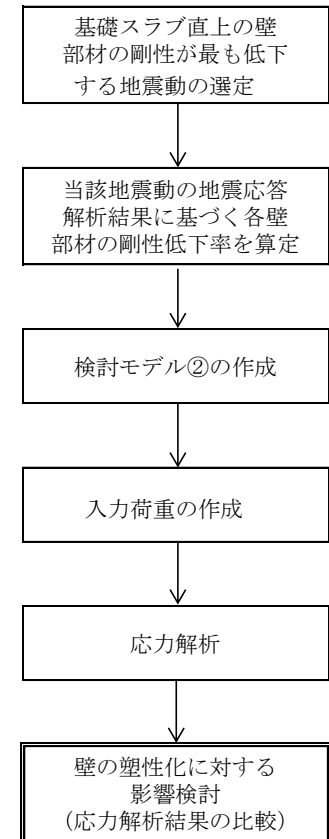 基礎スラブ直上の壁
部材の剛性が最も低下
する地震動の選定
当該地震動の地震応答
解析結果に基づく各壁
部材の剛性低下率を算定
検討モデル②の作成
入力荷重の作成
応力解析
壁の塑性化に対する
影響検討
（応力解析結果の比較）